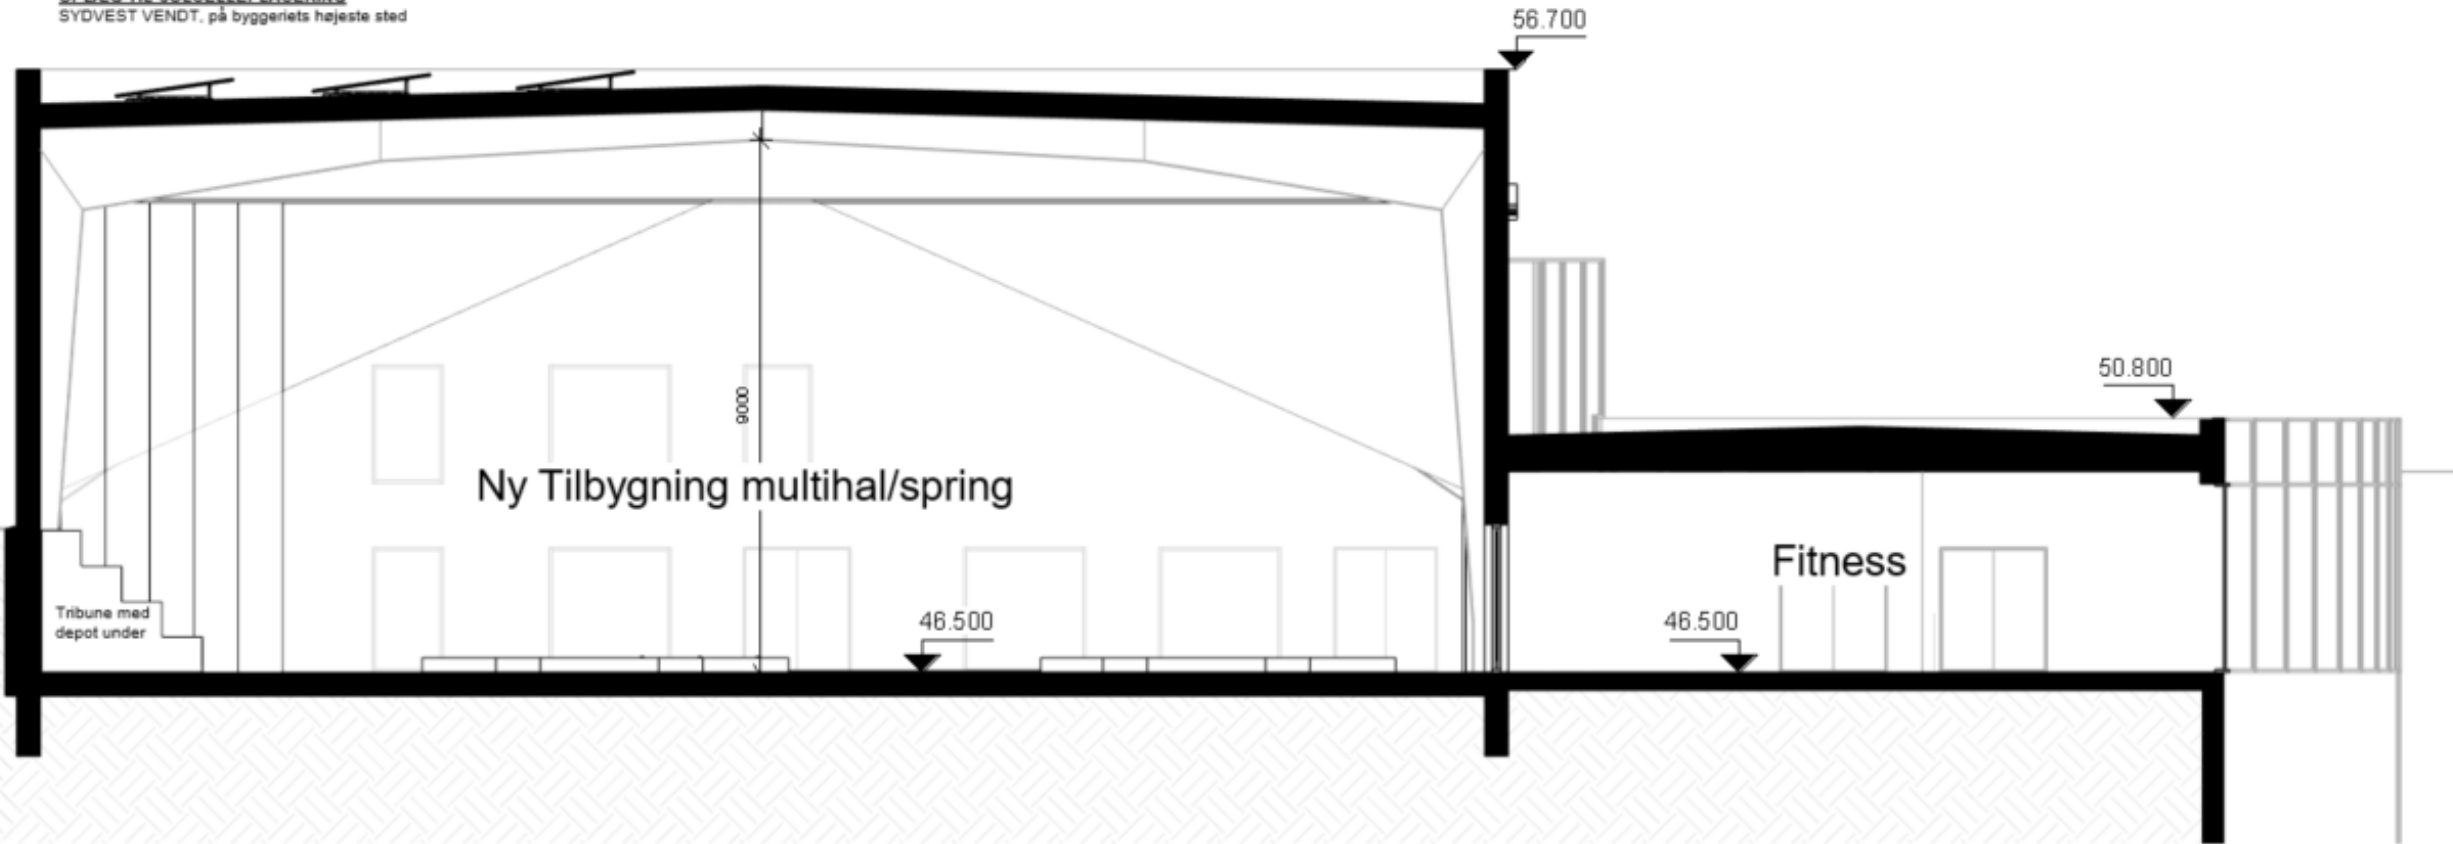 SYDVEST VENDT, på byggeriets højeste sted
56.700
50.800
9000
Ny Tilbygning multihal/spring
Fitness
Tribune med
depot under
46.500
46.500